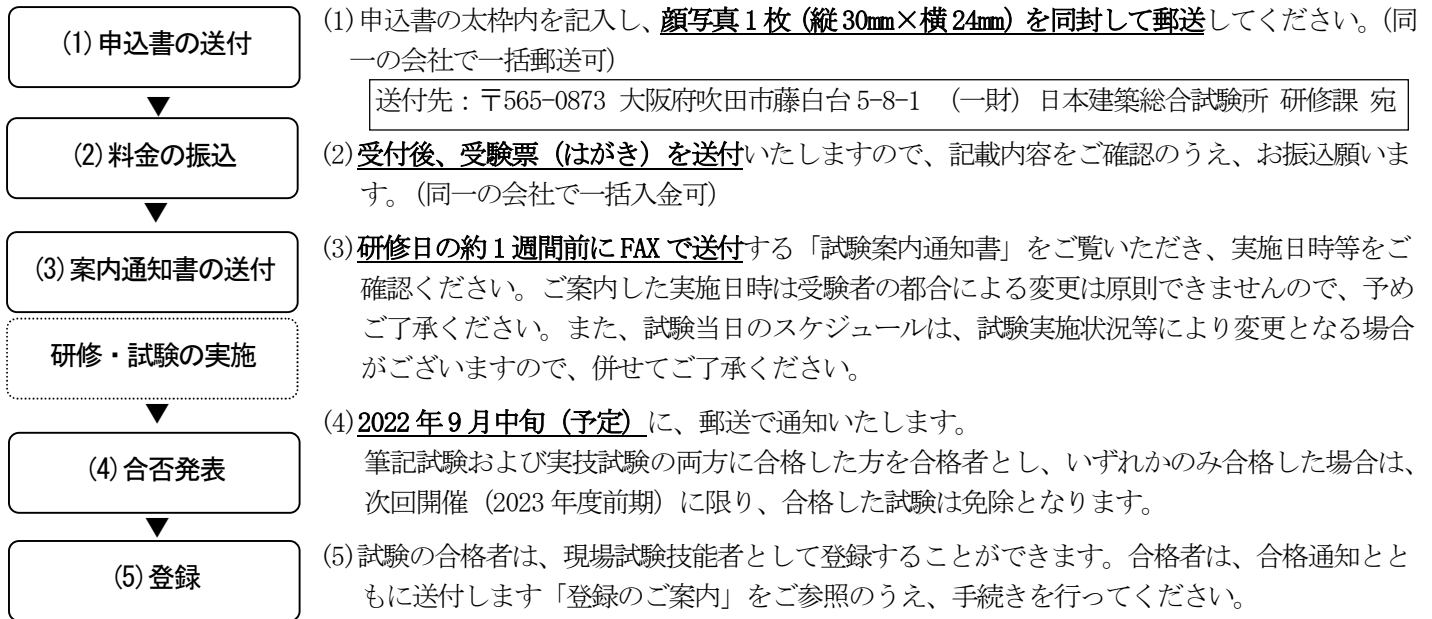 (1)申込書の送付
(1)申込書の太枠内を記入し、顔写真1枚(縦30㎜×横24㎜)を同封して郵送してください。(同
一の会社で一括郵送可)
送付先:〒565-0873 大阪府吹田市藤白台5-8-1 (一財)日本建築総合試験所 研修課 宛
▼
(2)料金の振込
(2)受付後、受験票(はがき)を送付いたしますので、記載内容をご確認のうえ、お振込願いま
す。(同一の会社で一括入金可)
▼
(3)案内通知書の送付
(3)研修日の約1週間前にFAXで送付する「試験案内通知書」をご覧いただき、実施日時等をご
確認ください。ご案内した実施日時は受験者の都合による変更は原則できませんので、予め
ご了承ください。また、試験当日のスケジュールは、試験実施状況等により変更となる場合
がございますので、併せてご了承ください。
研修・試験の実施
▼
(4)合否発表
(4)2022年9月中旬(予定)に、郵送で通知いたします。
筆記試験および実技試験の両方に合格した方を合格者とし、いずれかのみ合格した場合は、
次回開催(2023年度前期)に限り、合格した試験は免除となります。
▼
(5)登録
(5)試験の合格者は、現場試験技能者として登録することができます。合格者は、合格通知とと
もに送付します「登録のご案内」をご参照のうえ、手続きを行ってください。